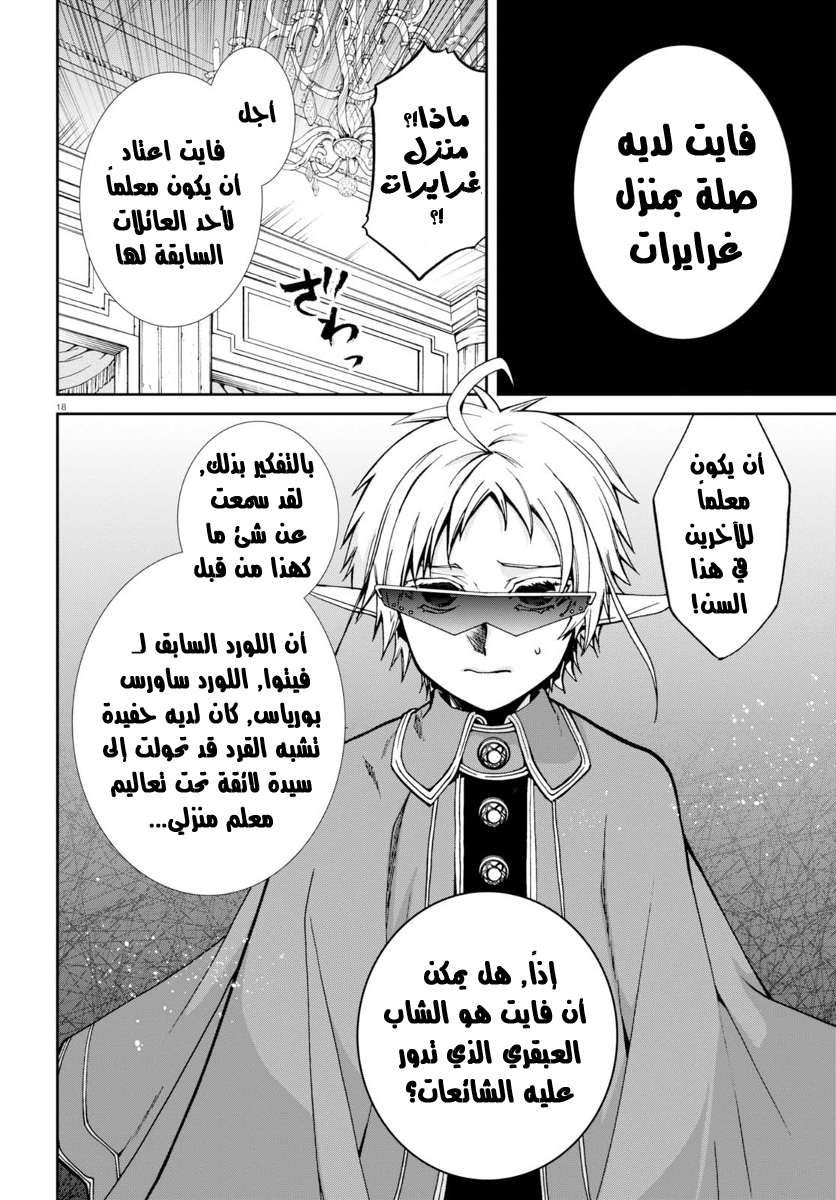 فايت لديه
صلة بمنزل
غرايرات
ماذا!؟
منزل
غرايرات
!؟
أجل
فايت اعتاد
أن يكون معلماً
لأحد العائلات
السابقة لها
ざわっ
18
أن يكون
معلماً
للآخرين
في هذا
السن!
بالتفكير بذلك,
لقد سمعت
عن شئ ما
كهذا من قبل
أن اللورد السابق لـ
فيتوا, اللورد ساورس
بورياس, كان لديه حفيدة
تشبه القرد قد تحولت إلى
سيدة لائقة تحت تعاليم
معلم منزلي...
إذاً, هل يمكن
أن فايت هو الشاب
العبقري الذي تدور
عليه الشائعات؟